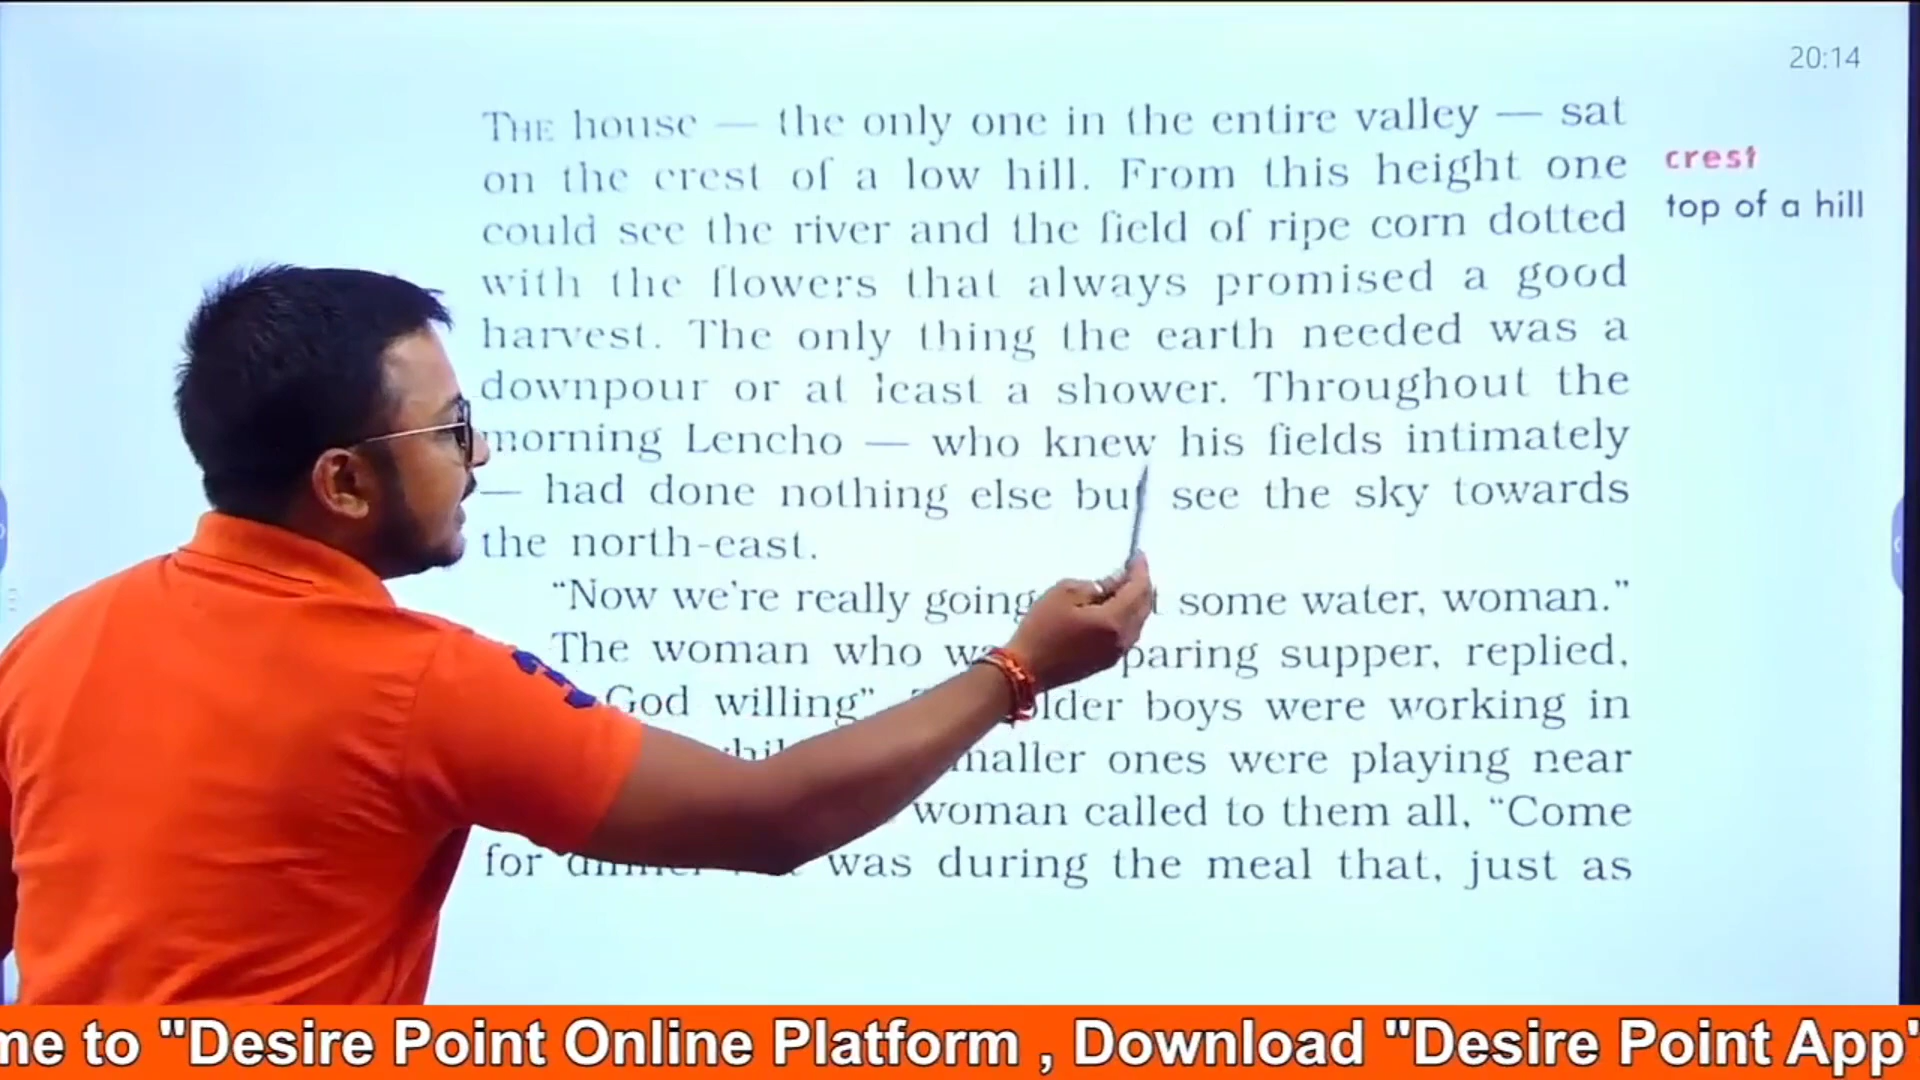 20:14
THE house — the only one in the entire valley — sat
on the crest of a low hill. From this height one
could see the river and the field of ripe corn dotted
with the flowers that always promised a good
harvest. The only thing the earth needed was a
downpour or at least a shower. Throughout the
morning Lencho — who knew his fields intimately
— had done nothing else but see the sky towards
the north-east.
"Now we're really going some water, woman."
The woman who paring supper, replied,
God willing". older boys were working in
maller ones were playing near
woman called to them all, "Come
for was during the meal that, just as
crest
top of a hill
me to "Desire Point Online Platform , Download "Desire Point App"